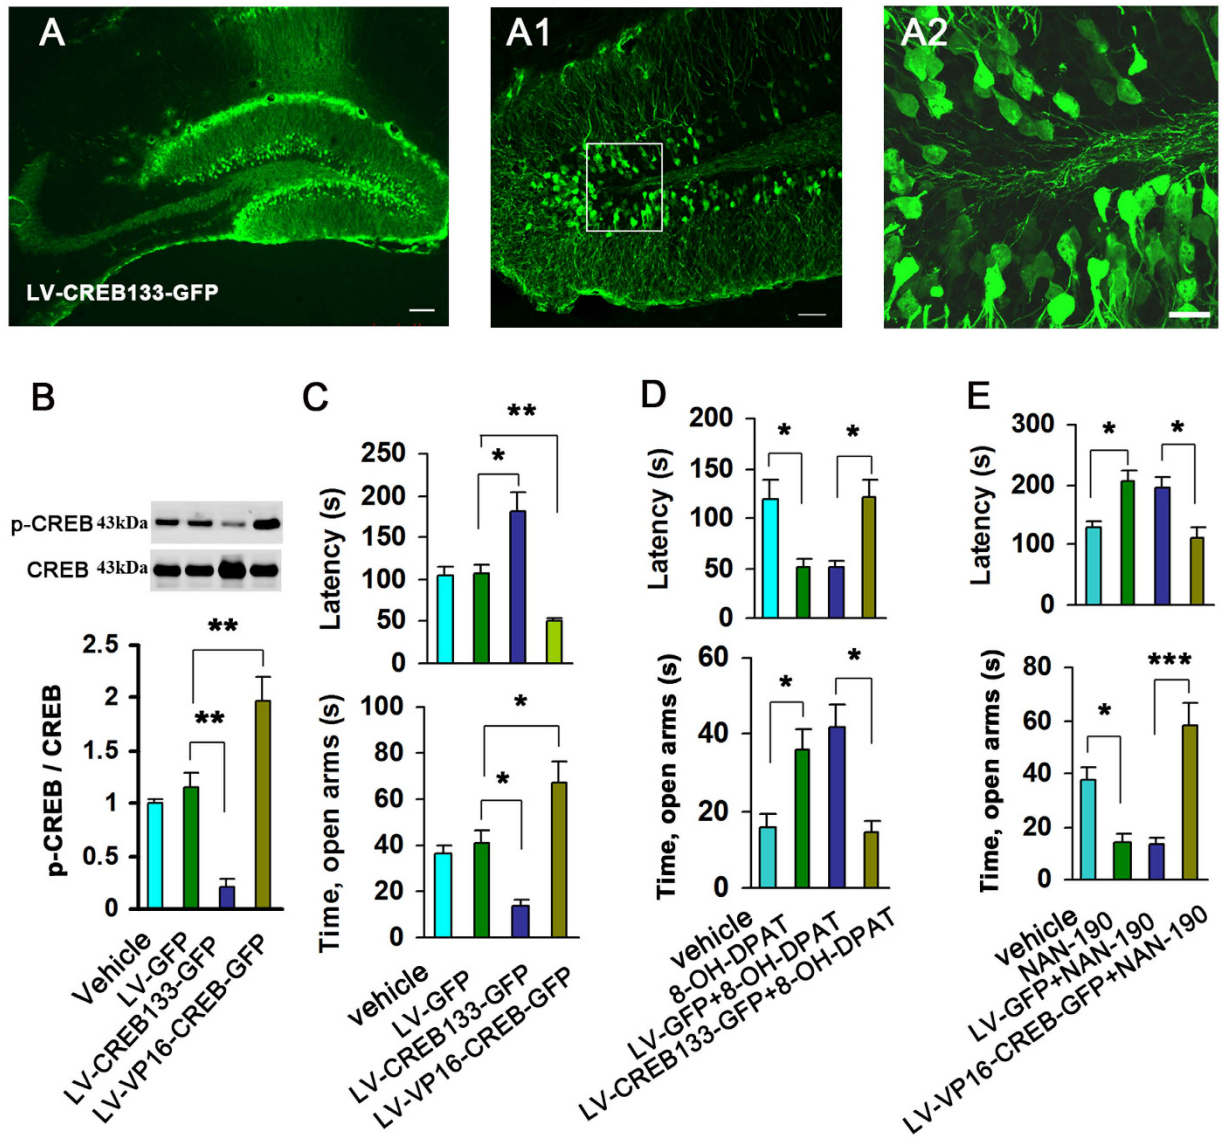 A
LV-CREB133-GFP
A1
A2
B
p-CREB 43kDa
CREB 43kDa
p-CREB / CREB
2.5
2
1.5
1
0.5
0
**
**
Vehicle
LV-GFP
LV-CREB133-GFP
LV-VP16-CREB-GFP
C
Latency (s)
250
200
150
100
50
0
**
*
Time, open arms (s)
100
80
60
40
20
0
*
*
vehicle
LV-GFP
LV-CREB133-GFP
LV-VP16-CREB-GFP
D
Latency (s)
200
150
100
50
0
*
*
Time, open arms (s)
60
40
20
0
*
*
vehicle
8-OH-DPAT
LV-GFP+8-OH-DPAT
LV-CREB133-GFP+8-OH-DPAT
E
Latency (s)
300
200
100
0
*
*
Time, open arms (s)
80
60
40
20
0
*
***
vehicle
NAN-190
LV-GFP+NAN-190
LV-VP16-CREB-GFP+NAN-190